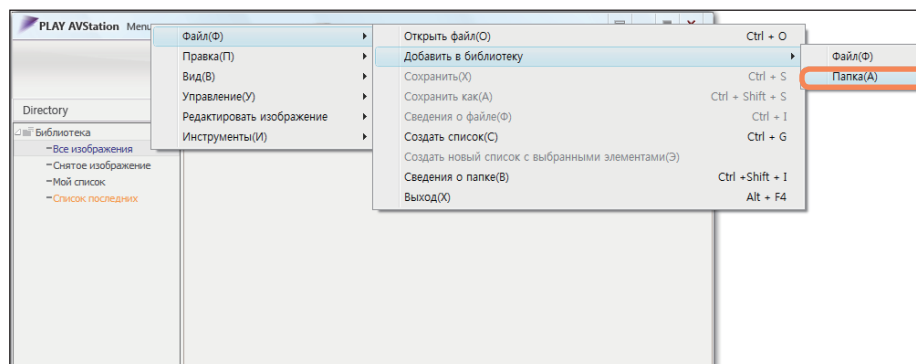 PLAY AVStation Menu
Файл(Ф)
Правка(П)
Вид(В)
Управление(У)
Редактировать изображение
Инструменты(И)
Открыть файл(О) Ctrl + O
Добавить в библиотеку
Сохранить(Х) Ctrl + S
Сохранить как(А) Ctrl + Shift + S
Сведения о файле(Ф) Ctrl + I
Создать список(С) Ctrl + G
Создать новый список с выбранными элементами(Э)
Сведения о папке(В) Ctrl +Shift + I
Выход(Х) Alt + F4
Файл(Ф)
Папка(А)
Directory
Библиотека
Все изображения
Снятое изображение
Мой список
Список последних